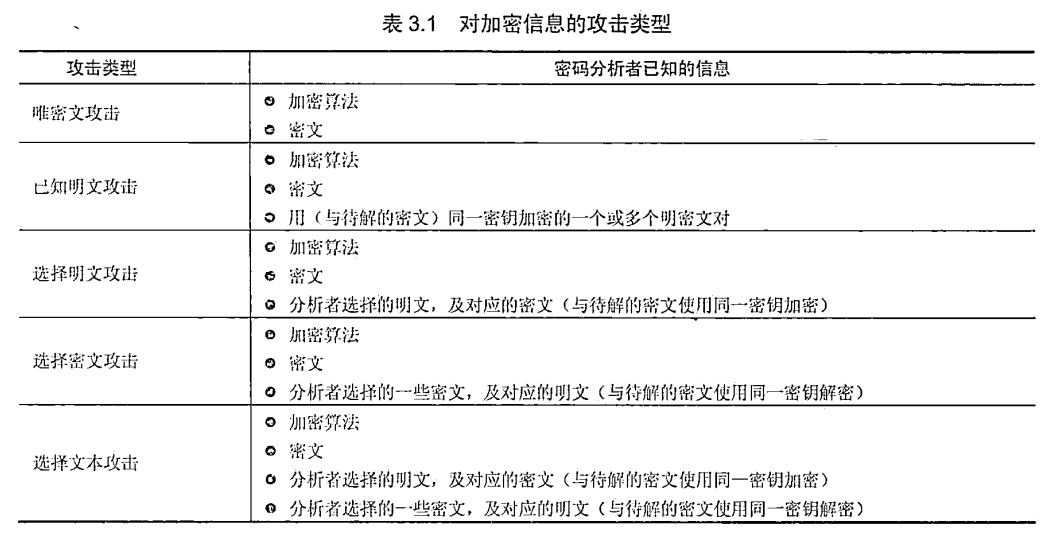 表 3.1 对加密信息的攻击类型
攻击类型 密码分析者已知的信息
唯密文攻击
加密算法
密文
已知明文攻击
加密算法
密文
用（与待解的密文）同一密钥加密的一个或多个明密文对
选择明文攻击
加密算法
密文
分析者选择的明文，及对应的密文（与待解的密文使用同一密钥加密）
选择密文攻击
加密算法
密文
分析者选择的一些密文，及对应的明文（与待解的密文使用同一密钥解密）
选择文本攻击
加密算法
密文
分析者选择的明文，及对应的密文（与待解的密文使用同一密钥加密）
分析者选择的一些密文，及对应的明文（与待解的密文使用同一密钥解密）